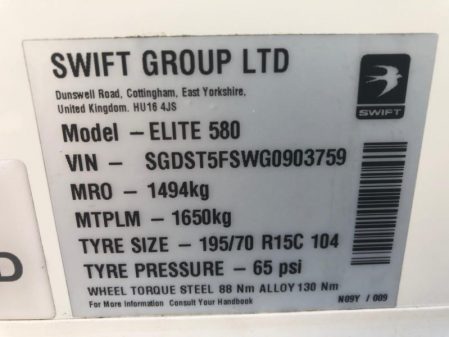 SWIFT GROUP LTD
Dunswell Road, Cottingham, East Yorkshire,
United Kingdom. HU16 4JS
SWIFT
Model - ELITE 580
VIN - SGDST5FSWG0903759
MRO - 1494kg
MTPLM - 1650kg
TYRE SIZE - 195/70 R15C 104
TYRE PRESSURE - 65 psi
WHEEL TORQUE STEEL 88 Nm ALLOY 130 Nm
For More Information Consult Your Handbook
N09Y / 009
D